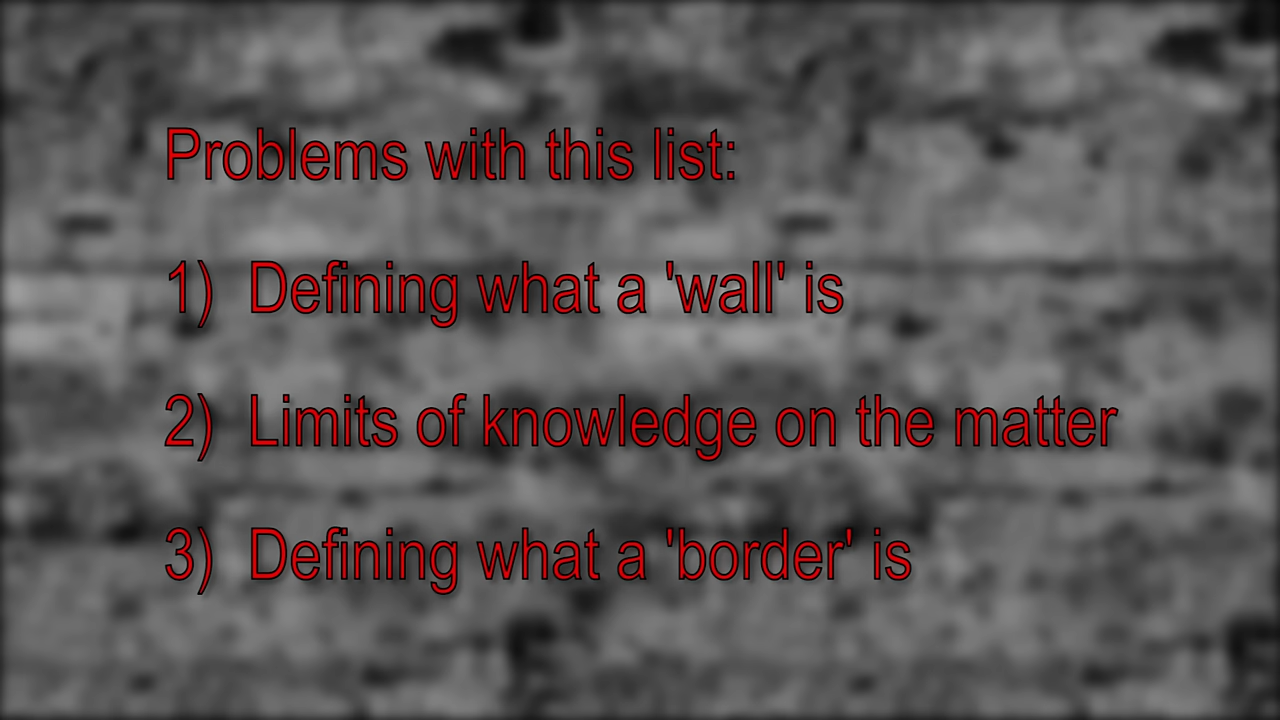 Problems with this list:
1) Defining what a 'wall' is
2) Limits of knowledge on the matter
3) Defining what a 'border' is